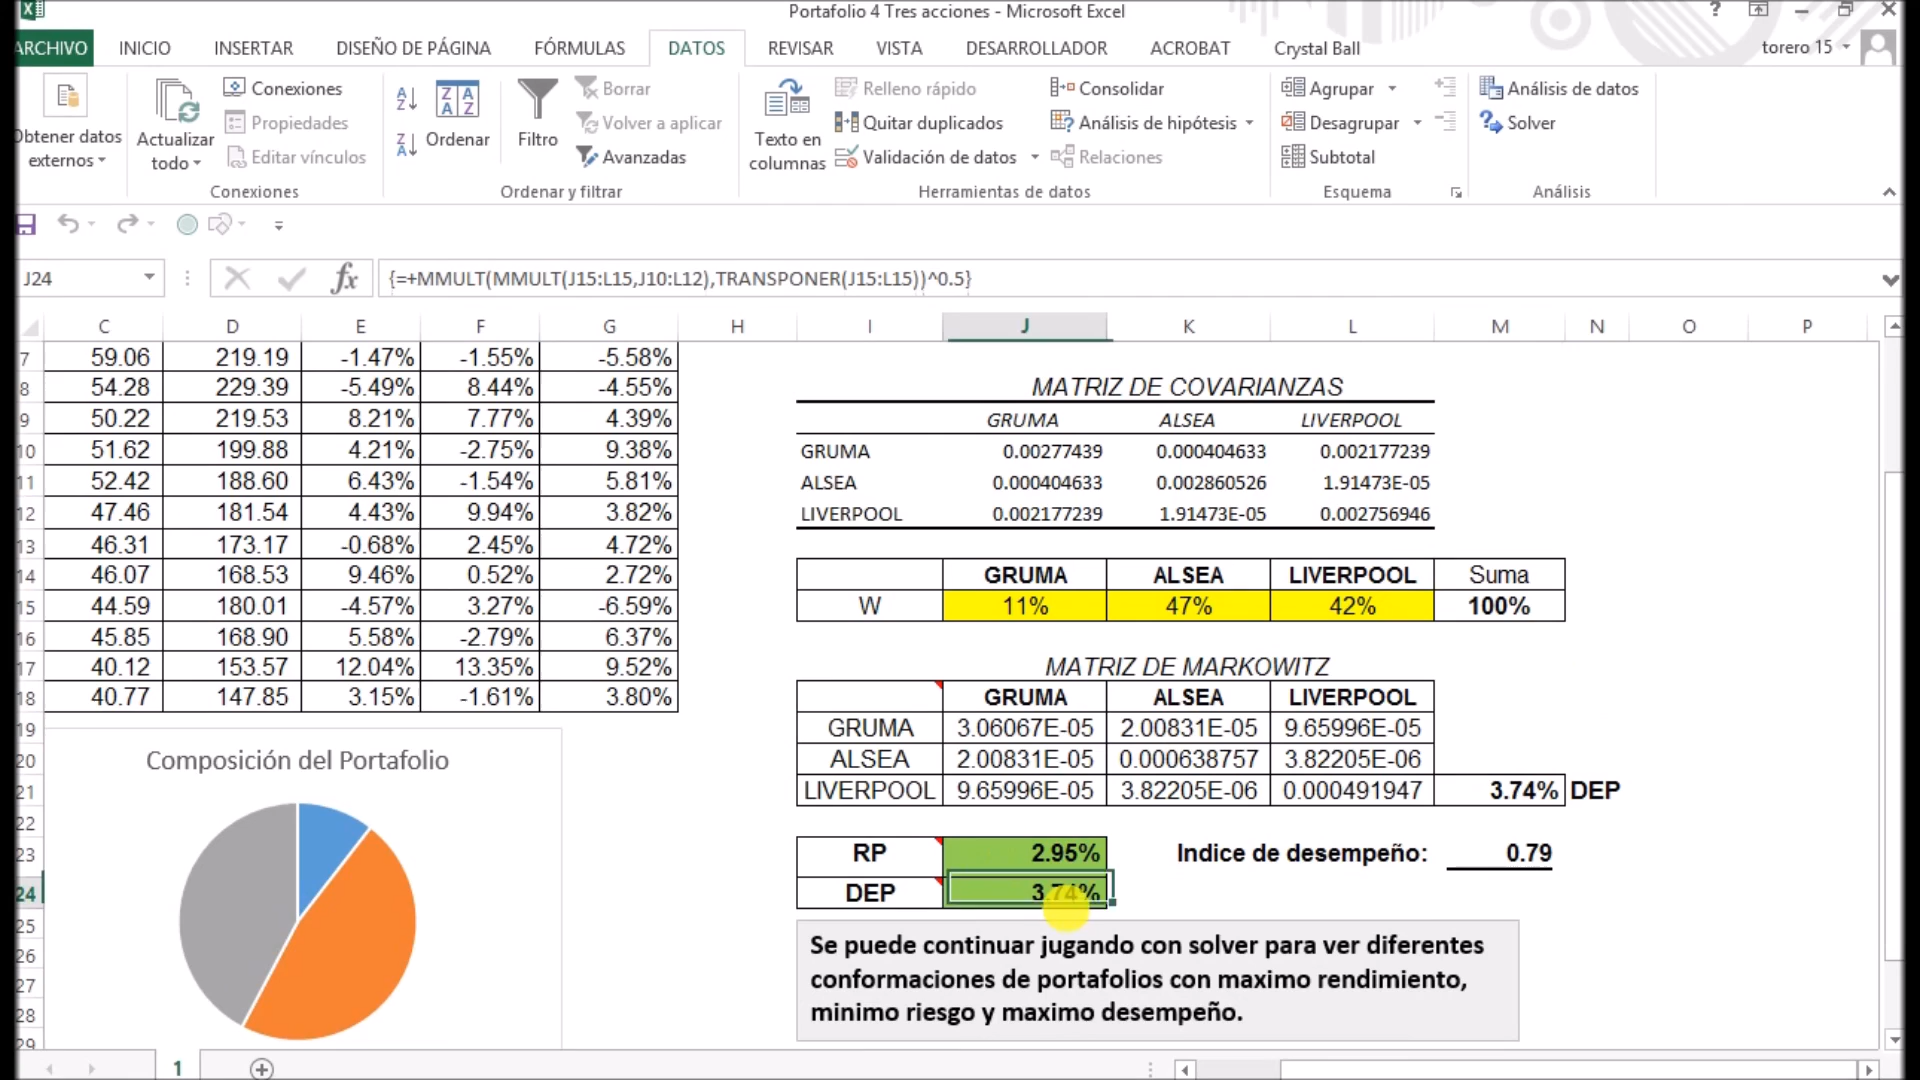 Portafolio 4 Tres acciones - Microsoft Excel
ARCHIVO INICIO INSERTAR DISEÑO DE PÁGINA FÓRMULAS DATOS REVISAR VISTA DESARROLLADOR ACROBAT Crystal Ball torero 15
Obtener datos externos
Actualizar todo
Conexiones
Propiedades
Editar vínculos
Conexiones
Ordenar
Filtro
Borrar
Volver a aplicar
Avanzadas
Ordenar y filtrar
Texto en columnas
Relleno rápido
Quitar duplicados
Validación de datos
Consolidar
Análisis de hipótesis
Relaciones
Herramientas de datos
Agrupar
Desagrupar
Subtotal
Esquema
Análisis de datos
Solver
Análisis
J24 fx {=+MMULT(MMULT(J15:L15,J10:L12),TRANSPONER(J15:L15))^0.5}
C D E F G H I J K L M N O P
7 59.06 219.19 -1.47% -1.55% -5.58%
8 54.28 229.39 -5.49% 8.44% -4.55%
9 50.22 219.53 8.21% 7.77% 4.39%
10 51.62 199.88 4.21% -2.75% 9.38%
11 52.42 188.60 6.43% -1.54% 5.81%
12 47.46 181.54 4.43% 9.94% 3.82%
13 46.31 173.17 -0.68% 2.45% 4.72%
14 46.07 168.53 9.46% 0.52% 2.72%
15 44.59 180.01 -4.57% 3.27% -6.59%
16 45.85 168.90 5.58% -2.79% 6.37%
17 40.12 153.57 12.04% 13.35% 9.52%
18 40.77 147.85 3.15% -1.61% 3.80%
19
20
21
22
23
24
25
26
27
28
29
Composición del Portafolio
MATRIZ DE COVARIANZAS
GRUMA ALSEA LIVERPOOL
GRUMA 0.00277439 0.000404633 0.002177239
ALSEA 0.000404633 0.002860526 1.91473E-05
LIVERPOOL 0.002177239 1.91473E-05 0.002756946
GRUMA ALSEA LIVERPOOL Suma
W 11% 47% 42% 100%
MATRIZ DE MARKOWITZ
GRUMA ALSEA LIVERPOOL
GRUMA 3.06067E-05 2.00831E-05 9.65996E-05
ALSEA 2.00831E-05 0.000638757 3.82205E-06
LIVERPOOL 9.65996E-05 3.82205E-06 0.000491947 3.74% DEP
RP 2.95% Indice de desempeño: 0.79
DEP 3.74%
Se puede continuar jugando con solver para ver diferentes
conformaciones de portafolios con maximo rendimiento,
minimo riesgo y maximo desempeño.
1